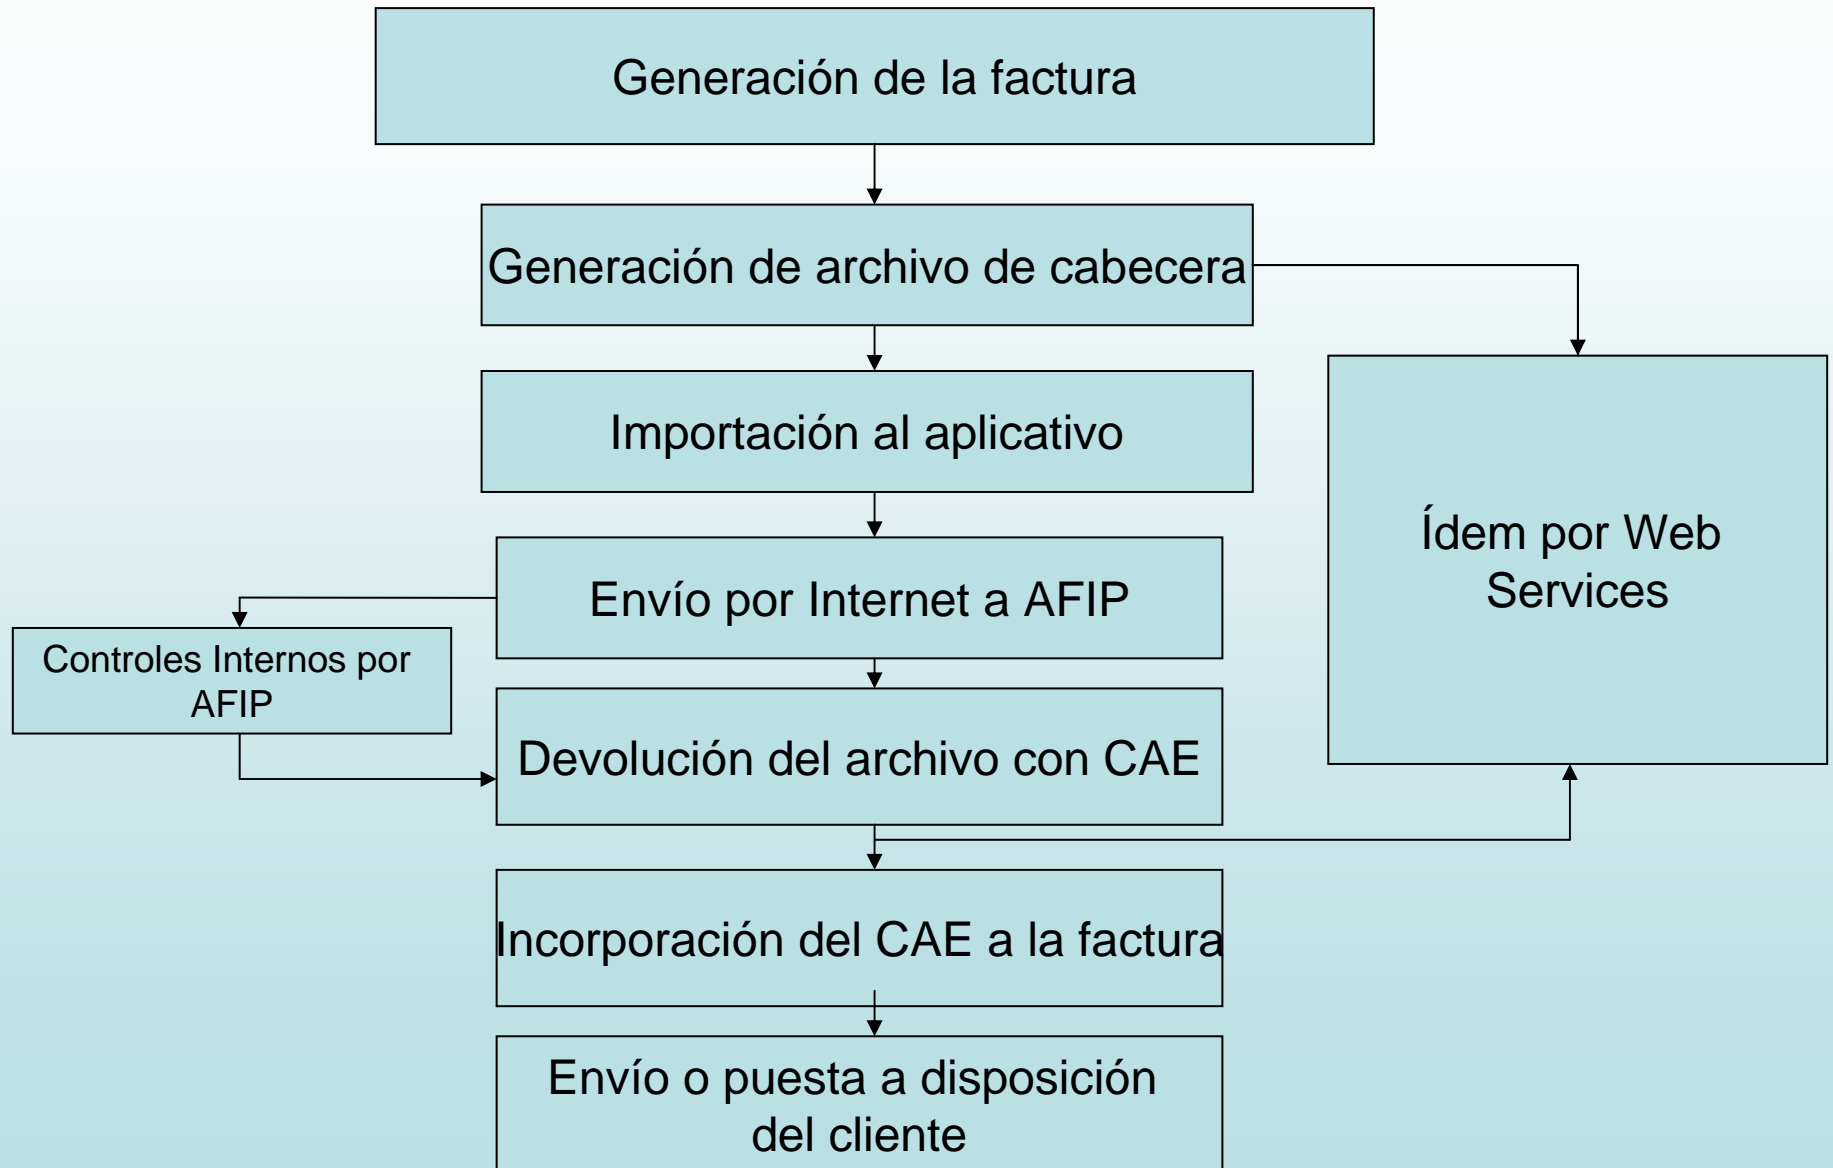 Generación de la factura
Generación de archivo de cabecera
Importación al aplicativo
Ídem por Web
Services
Envío por Internet a AFIP
Controles Internos por
AFIP
Devolución del archivo con CAE
Incorporación del CAE a la factura
Envío o puesta a disposición
del cliente